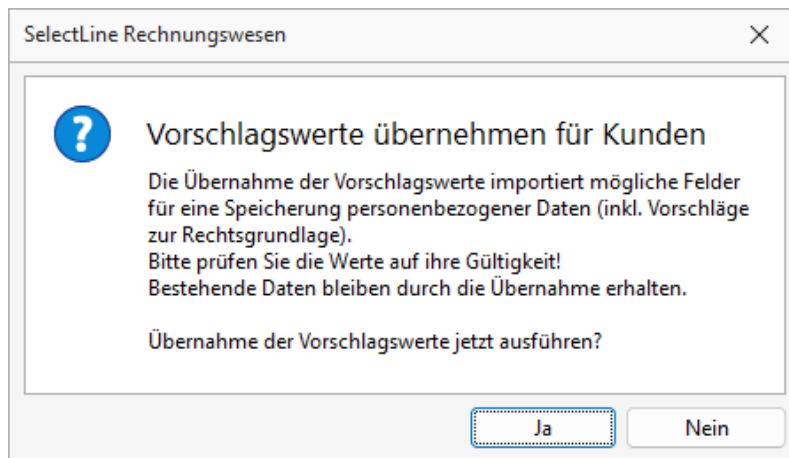 SelectLine Rechnungswesen
Vorschlagswerte übernehmen für Kunden
Die Übernahme der Vorschlagswerte importiert mögliche Felder
für eine Speicherung personenbezogener Daten (inkl. Vorschläge
zur Rechtsgrundlage).
Bitte prüfen Sie die Werte auf ihre Gültigkeit!
Bestehende Daten bleiben durch die Übernahme erhalten.
Übernahme der Vorschlagswerte jetzt ausführen?
Ja Nein